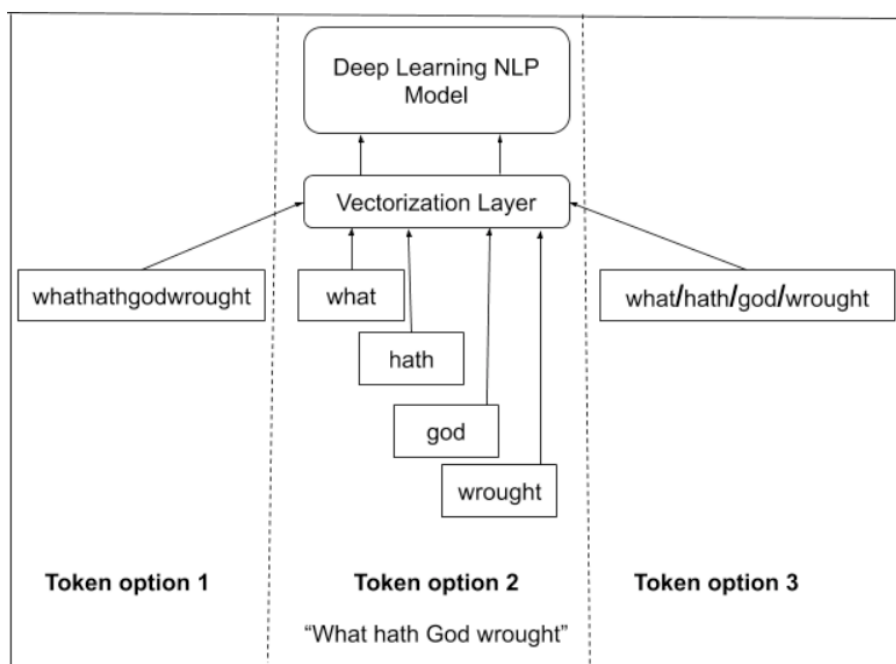 Deep Learning NLP
Model
Vectorization Layer
whathathgodwrought
what
what/hath/god/wrought
hath
god
wrought
Token option 1
Token option 2
Token option 3
“What hath God wrought”